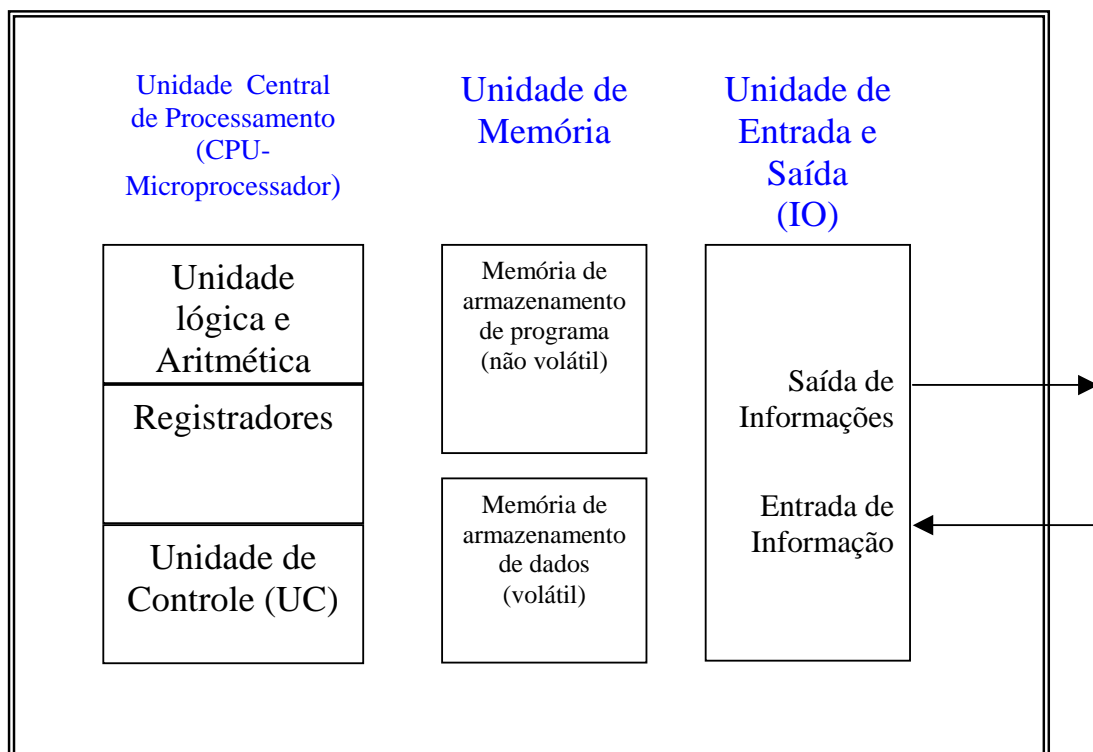 Unidade Central
de Processamento
(CPU-
Microprocessador)
Unidade de
Memória
Unidade de
Entrada e
Saída
(IO)
Unidade
lógica e
Aritmética
Registradores
Unidade de
Controle (UC)
Memória de
armazenamento
de programa
(não volátil)
Memória de
armazenamento
de dados
(volátil)
Saída de
Informações
Entrada de
Informação